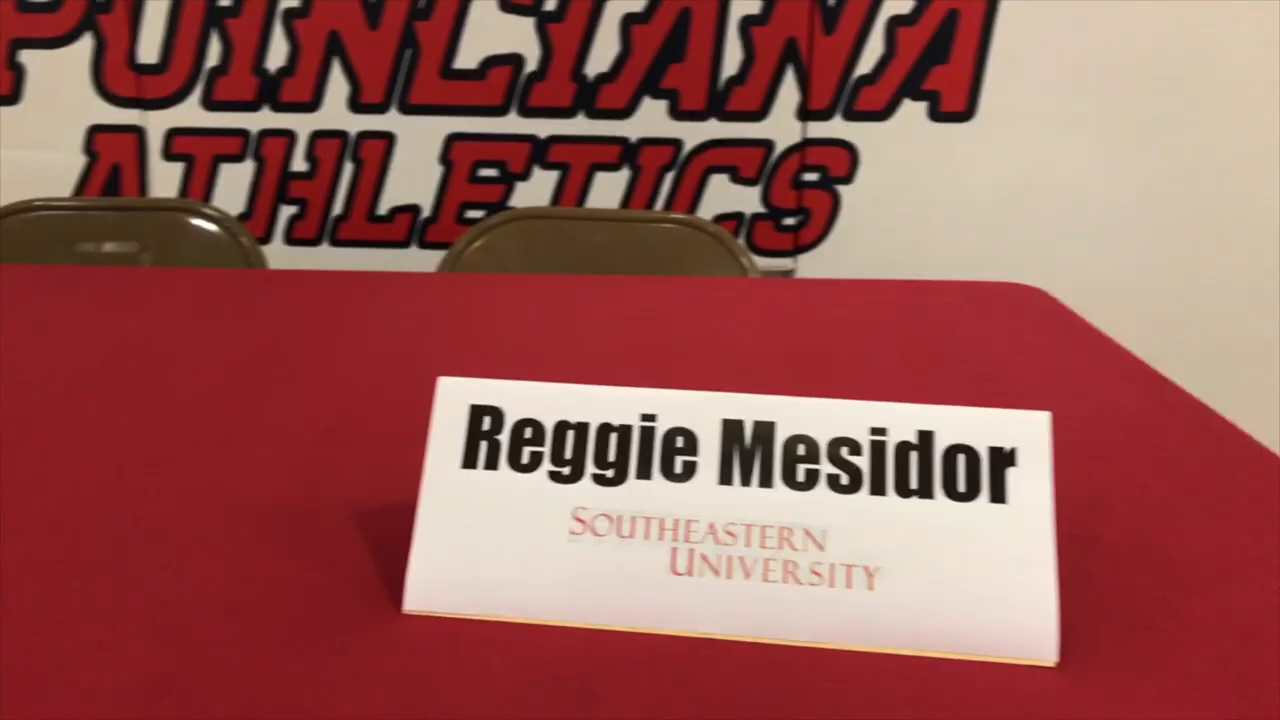 POINCIANA
ATHLETICS
Reggie Mesidor
SOUTHEASTERN
UNIVERSITY